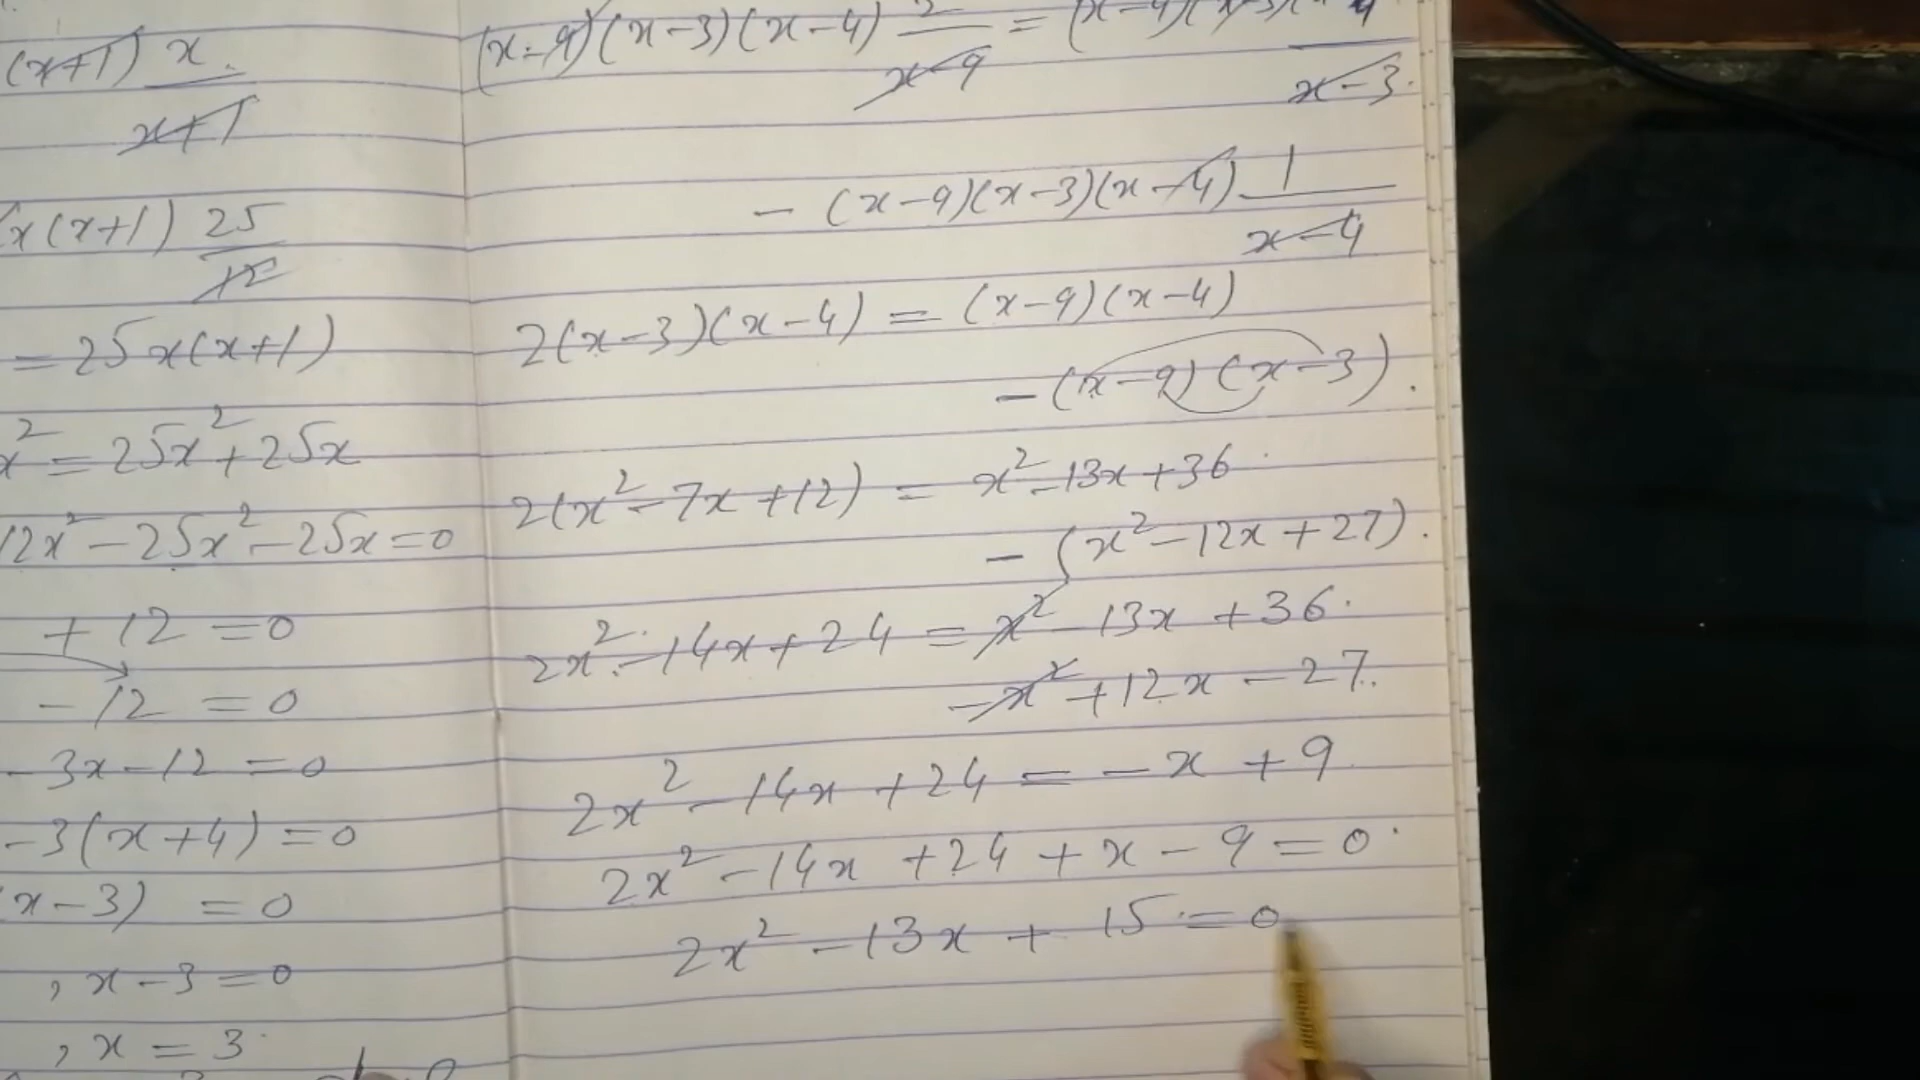 (x+1) x
x+1
x(x+1) 25
12
= 25x(x+1)
x² = 25x² + 25x
12x² - 25x² - 25x = 0
+ 12 = 0
- 12 = 0
- 3x - 12 = 0
- 3(x+4) = 0
x - 3) = 0
, x - 3 = 0
, x = 3
(x-9)(x-3)(x-4) 2 =
x-9 x-3
- (x-9)(x-3)(x-4) 1
x-4
2(x-3)(x-4) = (x-9)(x-4)
- (x-9)(x-3).
2(x² - 7x + 12) = x² - 13x + 36
- (x² - 12x + 27).
2x² - 14x + 24 = x² - 13x + 36
- x² + 12x - 27
2x² - 14x + 24 = - x + 9
2x² - 14x + 24 + x - 9 = 0
2x² - 13x + 15 = 0